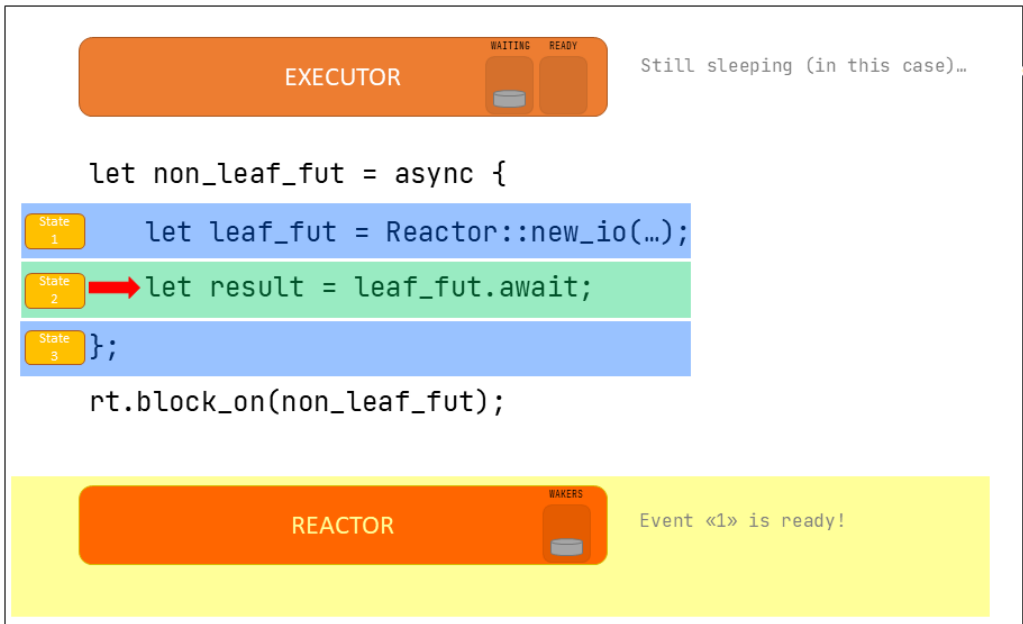 WAITING READY
EXECUTOR
Still sleeping (in this case)…
let non_leaf_fut = async {
State 1
let leaf_fut = Reactor::new_io(…);
State 2
let result = leaf_fut.await;
State 3
};
rt.block_on(non_leaf_fut);
WAKERS
REACTOR
Event «1» is ready!